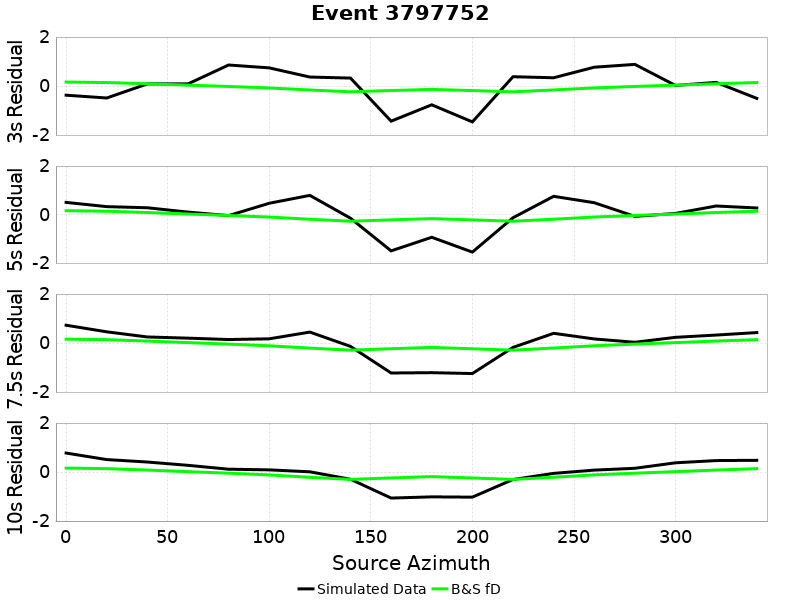 Event 3797752
3s Residual
2
0
-2
5s Residual
2
0
-2
7.5s Residual
2
0
-2
10s Residual
2
0
-2
0 50 100 150 200 250 300
Source Azimuth
Simulated Data B&S fD